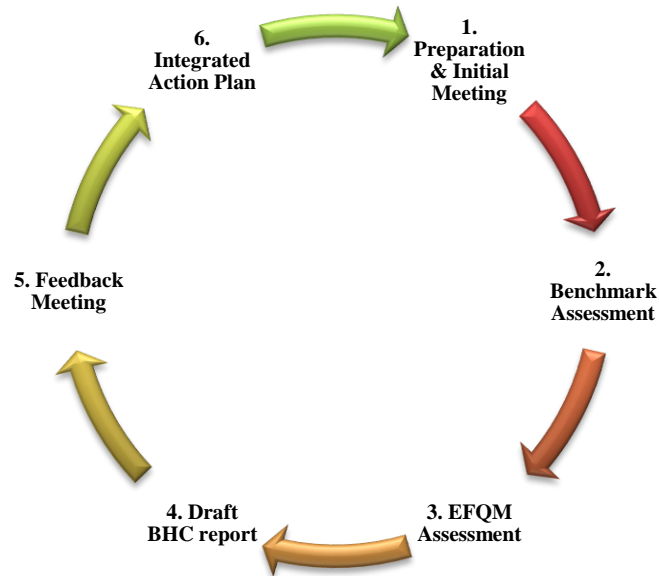 1.
Preparation
& Initial
Meeting
2.
Benchmark
Assessment
3. EFQM
Assessment
4. Draft
BHC report
5. Feedback
Meeting
6.
Integrated
Action Plan